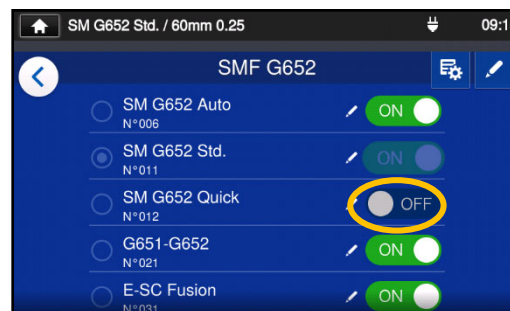 SM G652 Std. / 60mm 0.25
09:1
SMF G652
SM G652 Auto
N°006
ON
SM G652 Std.
N°011
ON
SM G652 Quick
N°012
OFF
G651-G652
N°021
ON
E-SC Fusion
N°031
ON